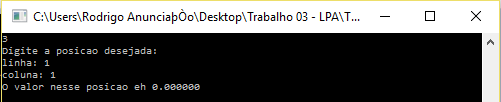 C:\Users\Rodrigo AnunciaþÒo\Desktop\Trabalho 03 - LPA\T...
3
Digite a posicao desejada:
linha: 1
coluna: 1
O valor nesse posicao eh 0.000000